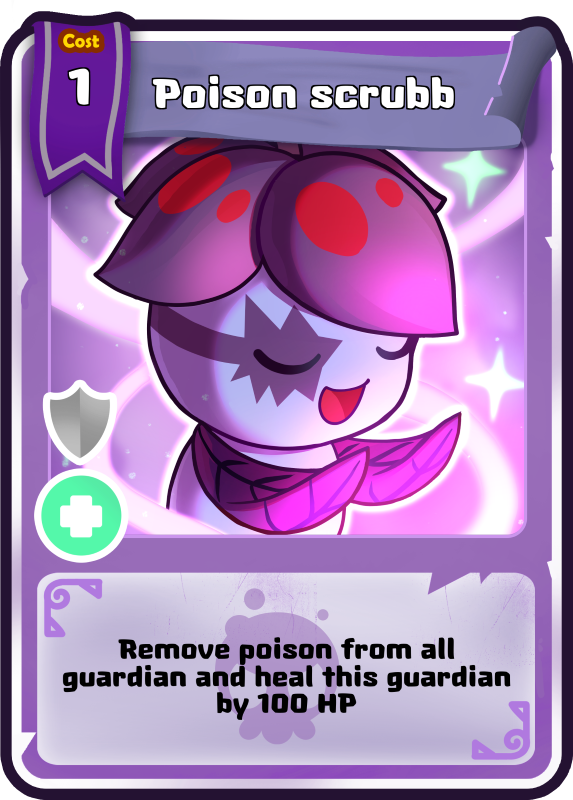 Cost
1
Poison scrubb
Remove poison from all
guardian and heal this guardian
by 100 HP